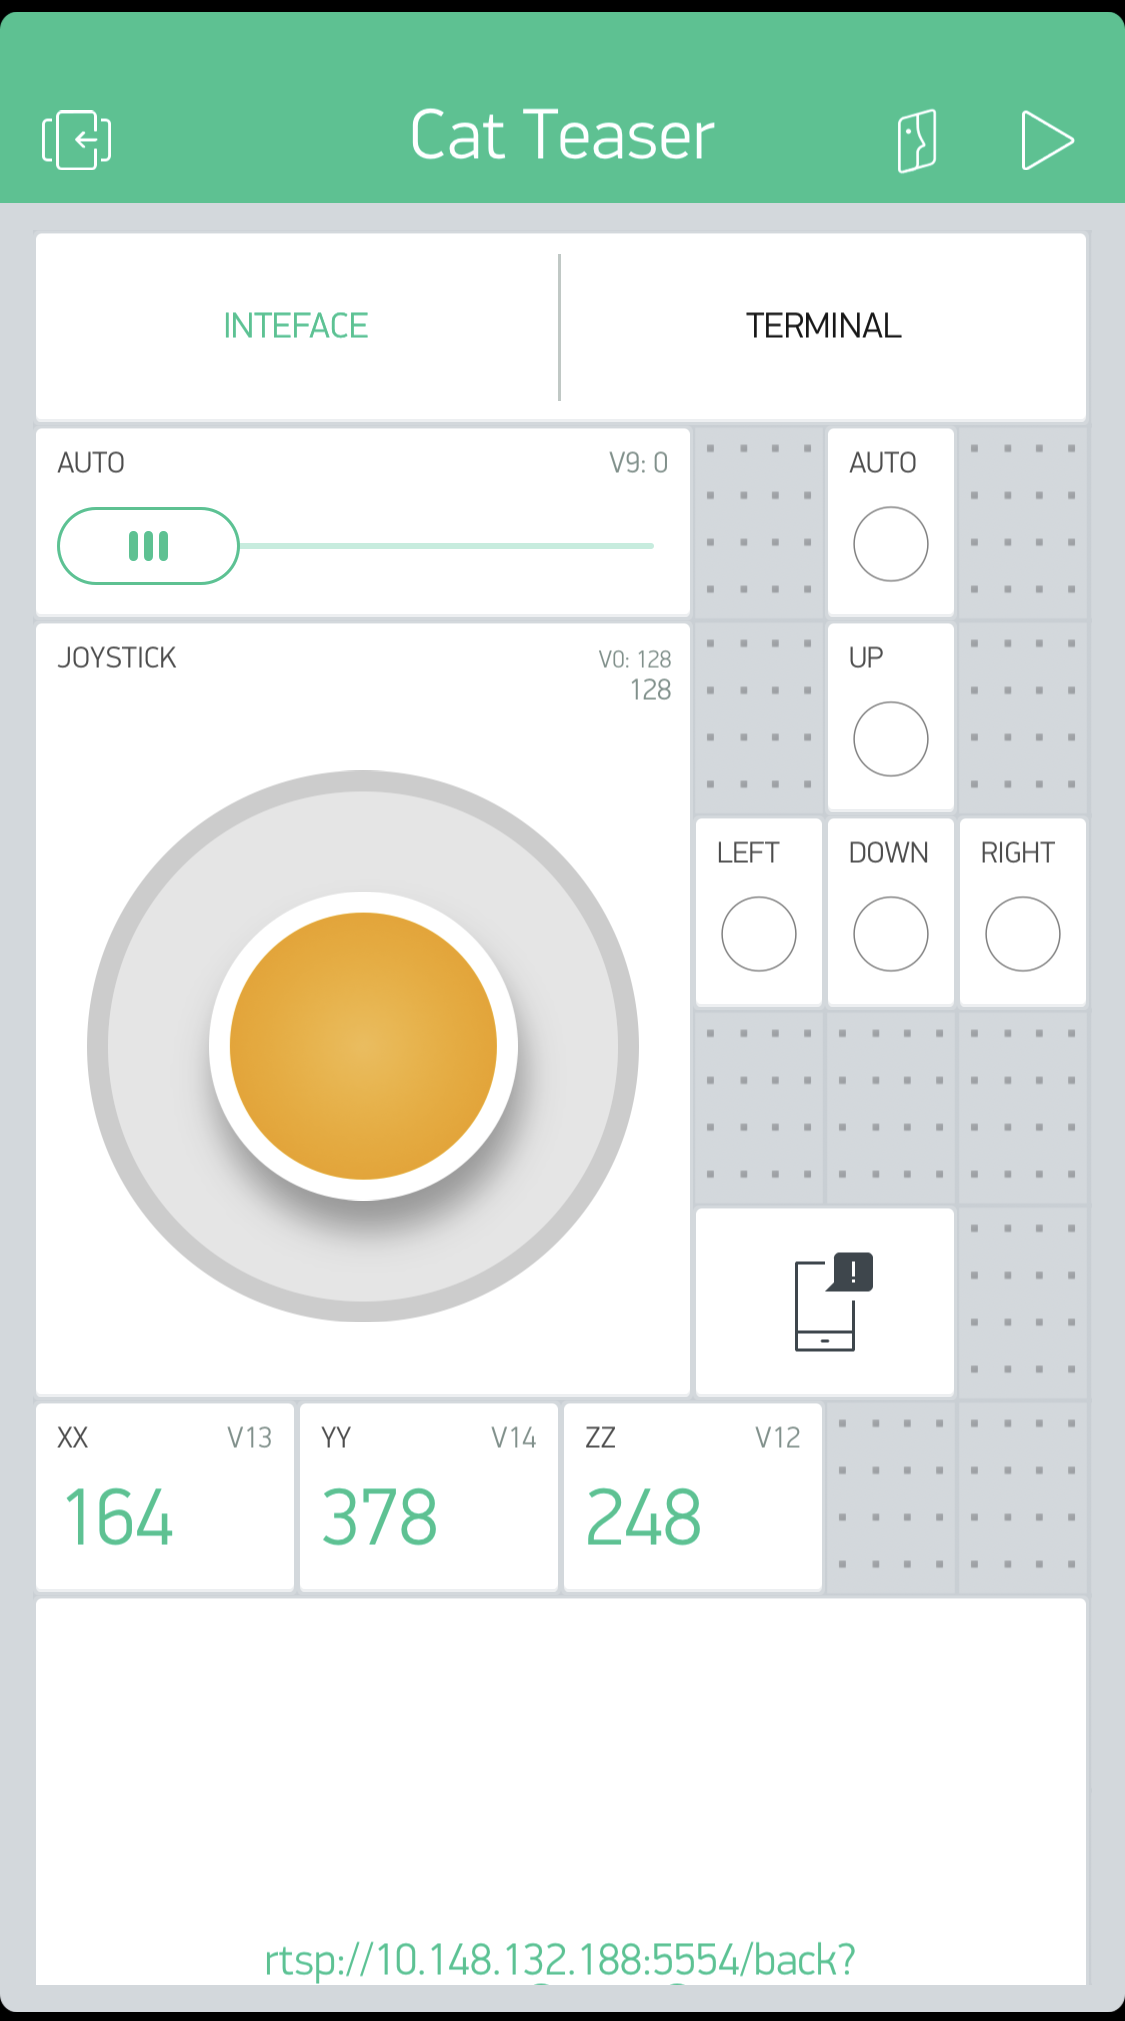 Cat Teaser
INTEFACE TERMINAL
AUTO V9: 0 AUTO
JOYSTICK V0: 128 UP
128
LEFT DOWN RIGHT
!
XX V13 YY V14 ZZ V12
164 378 248
rtsp://10.148.132.188:5554/back?